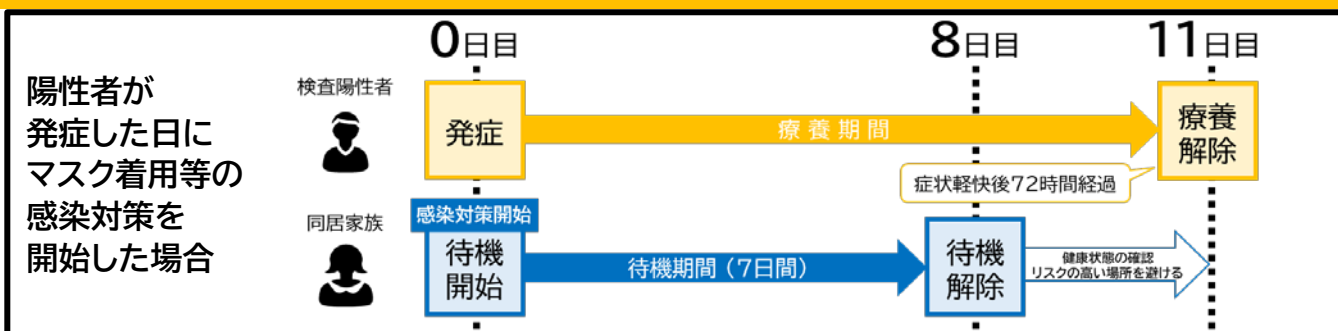 0日目
8日目
11日目
陽性者が
発症した日に
マスク着用等の
感染対策を
開始した場合
検査陽性者
発症
療養期間
療養
解除
症状軽快後72時間経過
同居家族
感染対策開始
待機
開始
待機期間（7日間）
待機
解除
健康状態の確認
リスクの高い場所を避ける